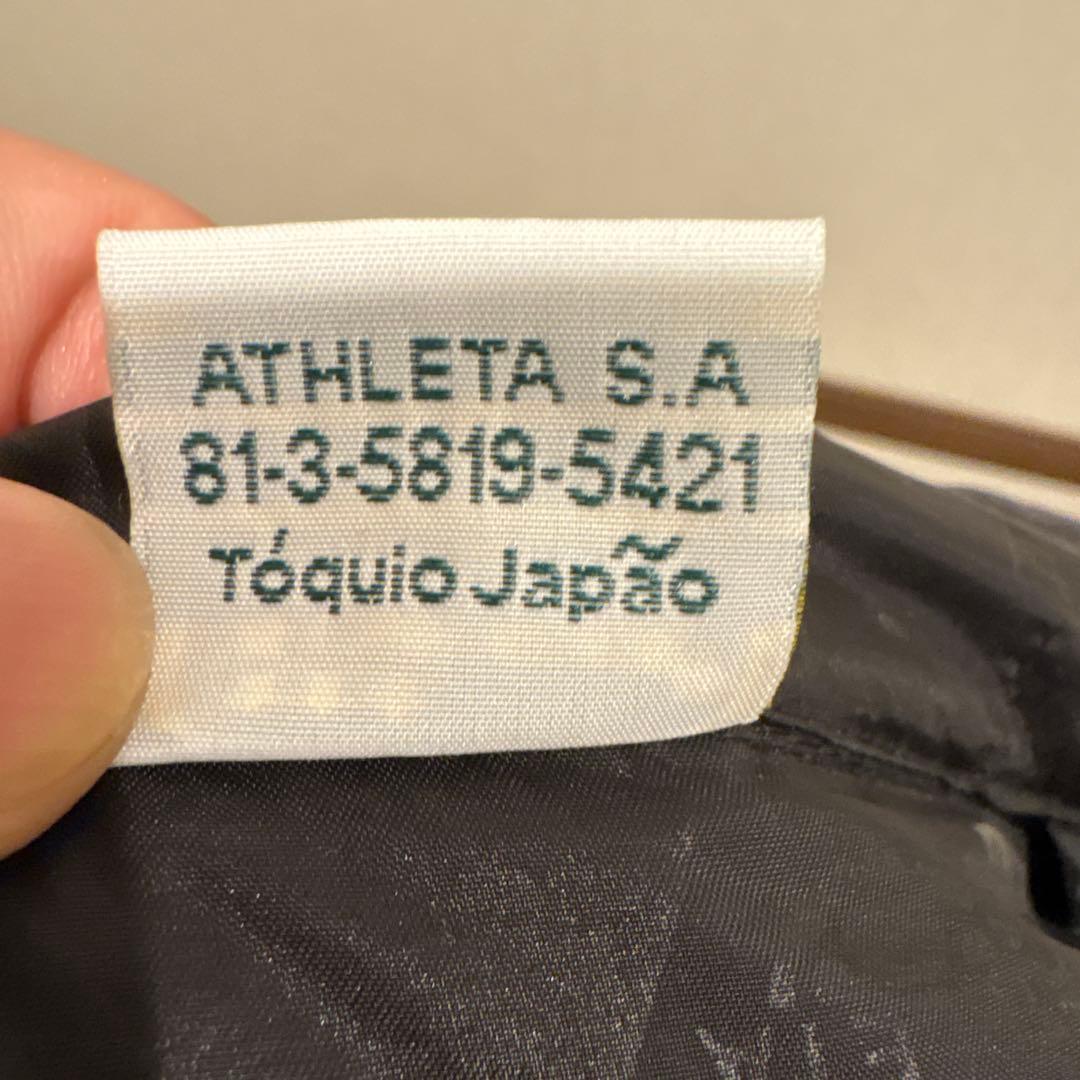 ATHLETA S.A
81-3-5819-5421
Tóquio Japão